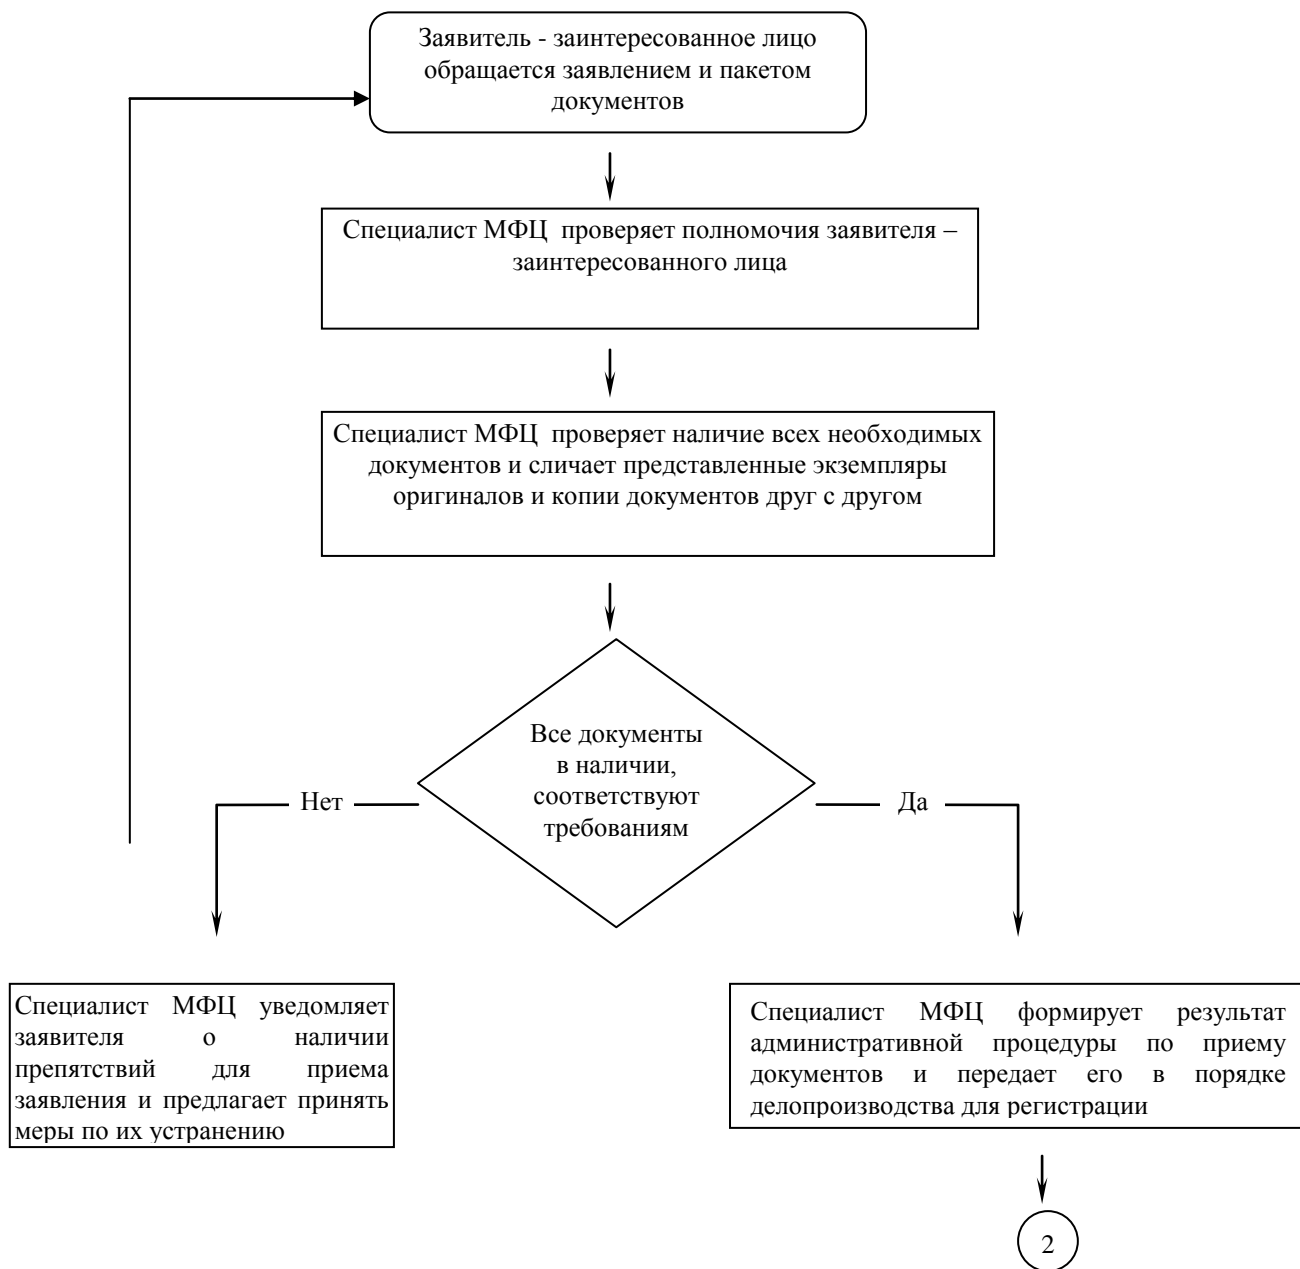 Заявитель - заинтересованное лицо
обращается заявлением и пакетом
документов
Специалист МФЦ проверяет полномочия заявителя –
заинтересованного лица
Специалист МФЦ проверяет наличие всех необходимых
документов и сличает представленные экземпляры
оригиналов и копии документов друг с другом
Все документы
в наличии,
соответствуют
требованиям
Нет
Да
Специалист МФЦ уведомляет
заявителя о наличии
препятствий для приема
заявления и предлагает принять
меры по их устранению
Специалист МФЦ формирует результат
административной процедуры по приему
документов и передает его в порядке
делопроизводства для регистрации
2